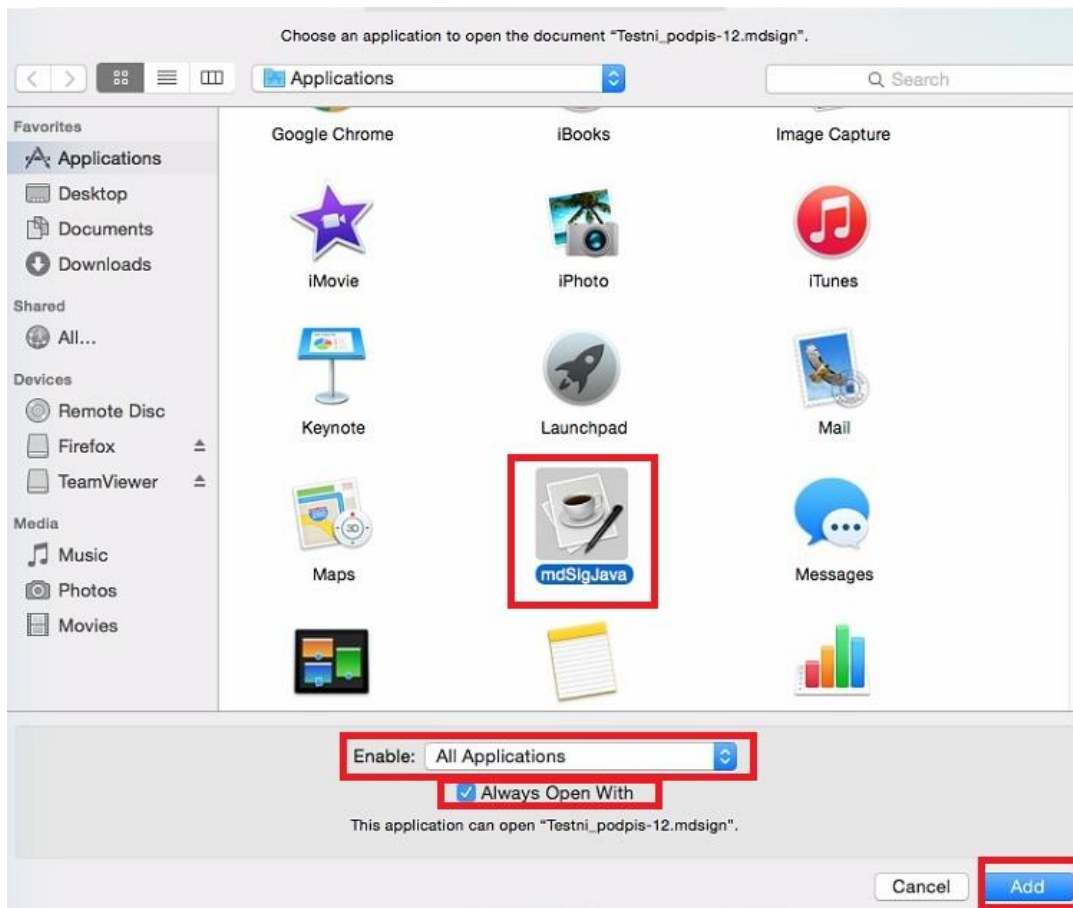 Choose an application to open the document “Testni_podpis-12.mdsign”.
Applications
Search
Favorites
Applications
Desktop
Documents
Downloads
Shared
All...
Devices
Remote Disc
Firefox
TeamViewer
Media
Music
Photos
Movies
Google Chrome
iBooks
Image Capture
iMovie
iPhoto
iTunes
Keynote
Launchpad
Mail
Maps
mdSigJava
Messages
Enable: All Applications
Always Open With
This application can open “Testni_podpis-12.mdsign”.
Cancel
Add